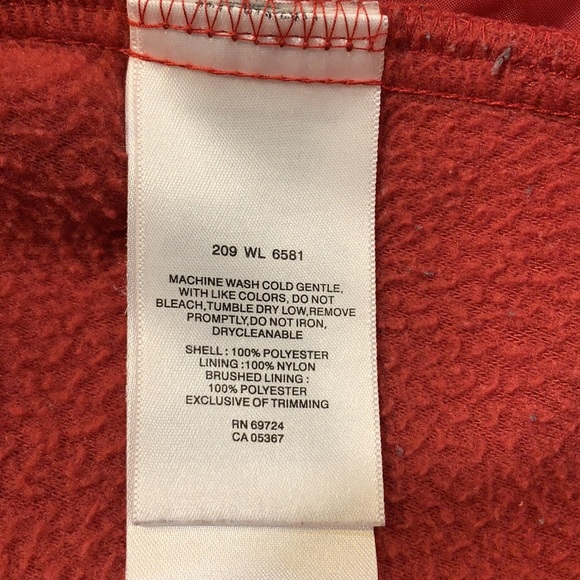 209 WL 6581
MACHINE WASH COLD GENTLE,
WITH LIKE COLORS, DO NOT
BLEACH,TUMBLE DRY LOW,REMOVE
PROMPTLY,DO NOT IRON,
DRYCLEANABLE
SHELL : 100% POLYESTER
LINING :100% NYLON
BRUSHED LINING :
100% POLYESTER
EXCLUSIVE OF TRIMMING
RN 69724
CA 05367